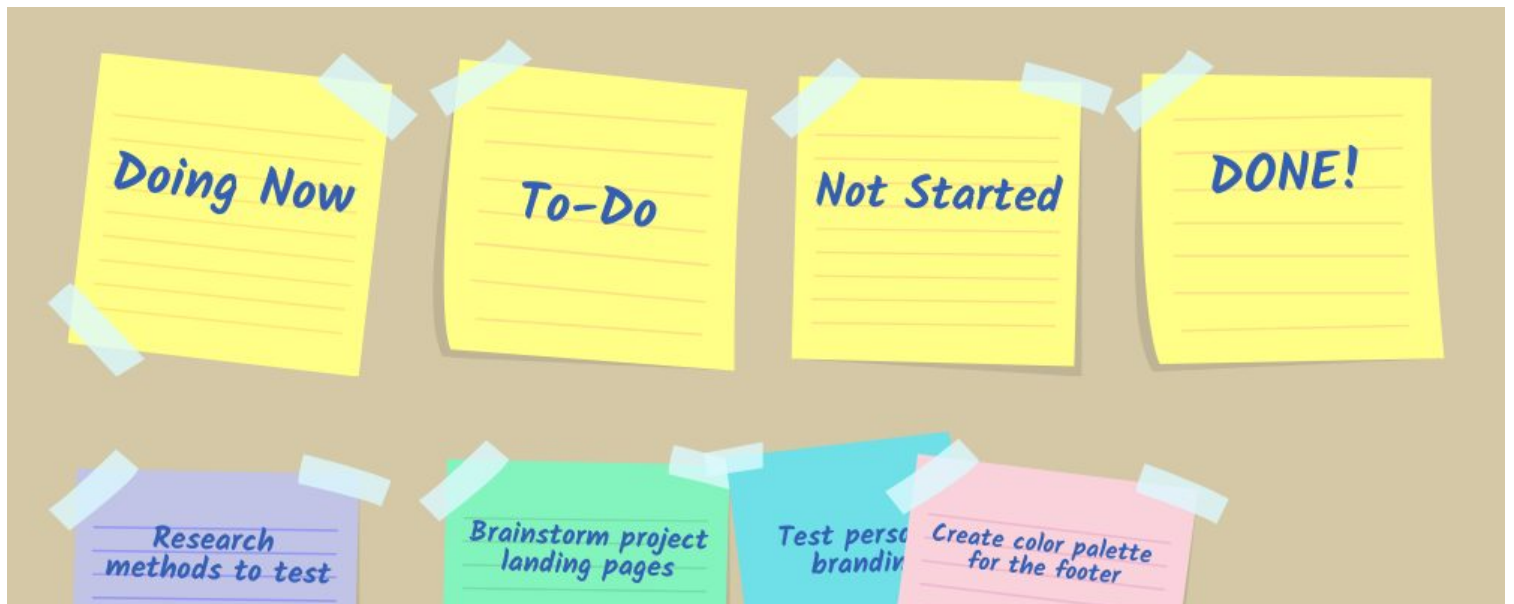 Doing Now
To-Do
Not Started
DONE!
Research
methods to test
Brainstorm project
landing pages
Test
Create color palette
for the footer